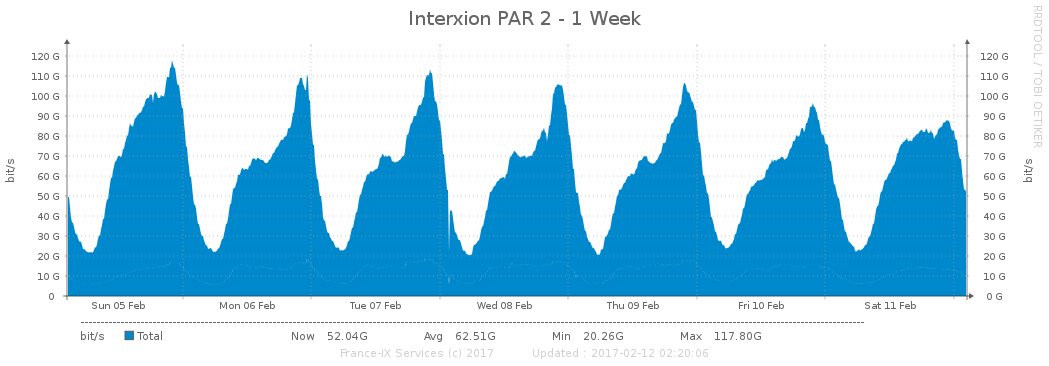 Interxion PAR 2 - 1 Week
RRDTOOL / TOBI OETIKER
bit/s
bit/s
120 G 120 G
110 G 110 G
100 G 100 G
90 G 90 G
80 G 80 G
70 G 70 G
60 G 60 G
50 G 50 G
40 G 40 G
30 G 30 G
20 G 20 G
10 G 10 G
0 0 G
Sun 05 Feb Mon 06 Feb Tue 07 Feb Wed 08 Feb Thu 09 Feb Fri 10 Feb Sat 11 Feb
bit/s Total Now 52.04G Avg 62.51G Min 20.26G Max 117.80G
France-IX Services (c) 2017 Updated : 2017-02-12 02:20:06